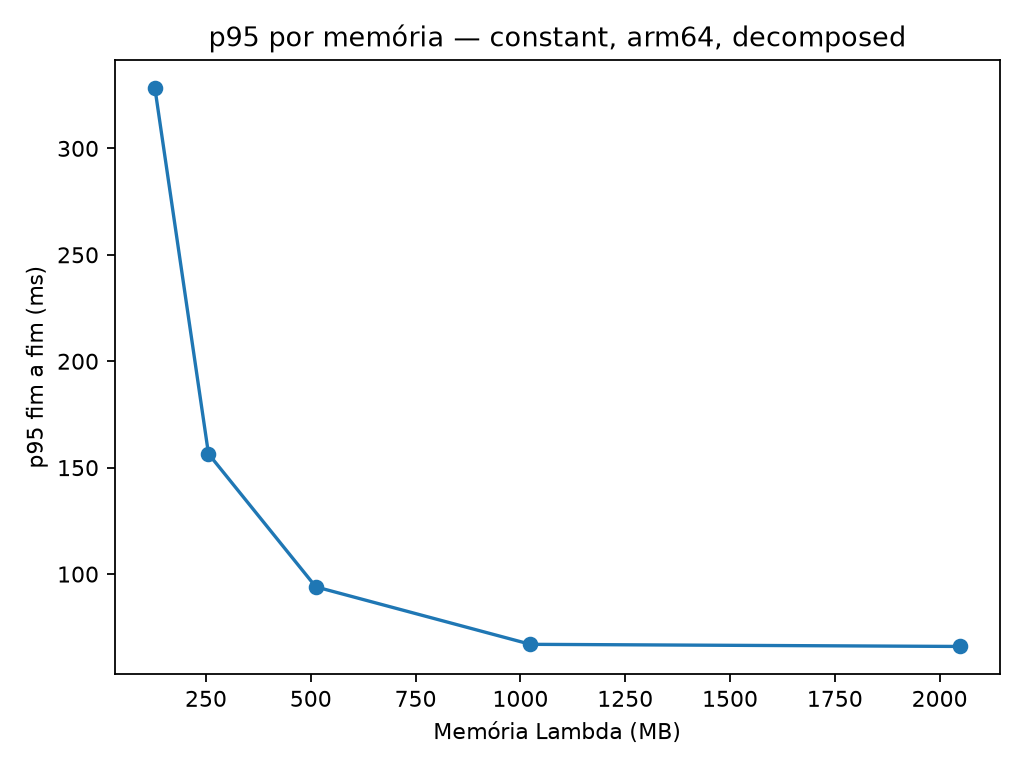 p95 por memória — constant, arm64, decomposed
p95 fim a fim (ms)
300
250
200
150
100
250 500 750 1000 1250 1500 1750 2000
Memória Lambda (MB)